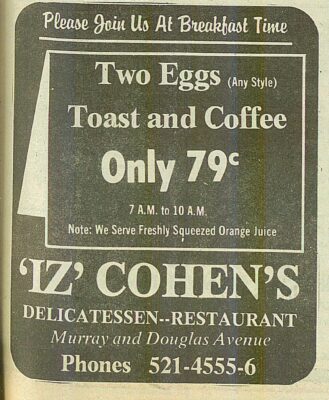 Please Join Us At Breakfast Time
Two Eggs (Any Style)
Toast and Coffee
Only 79c
7 A.M. to 10 A.M.
Note: We Serve Freshly Squeezed Orange Juice
'IZ' COHEN'S
DELICATESSEN--RESTAURANT
Murray and Douglas Avenue
Phones 521-4555-6